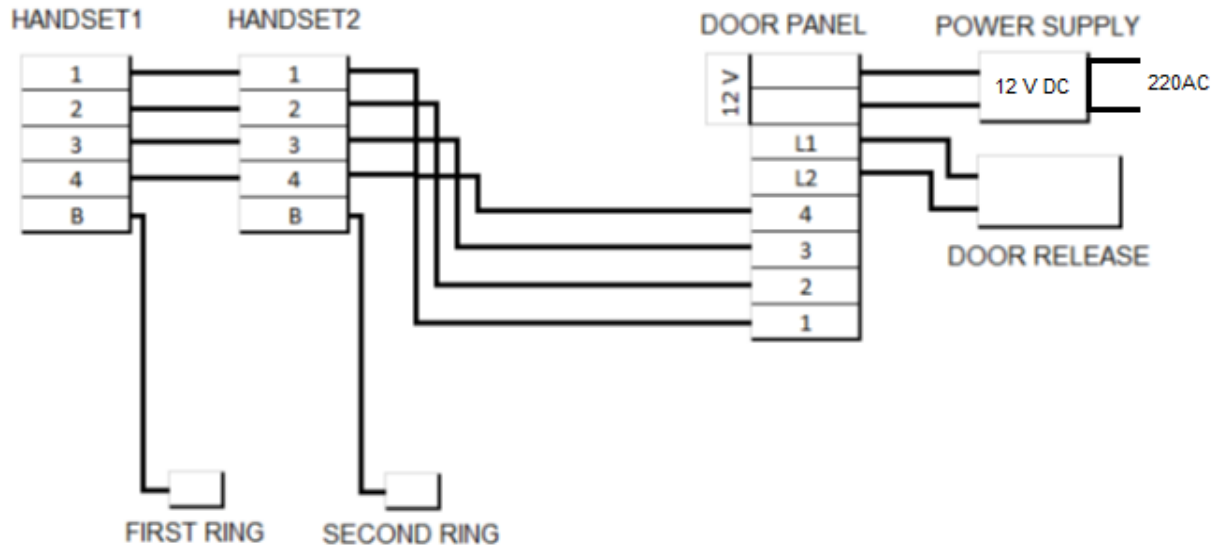 HANDSET1
1
2
3
4
B
HANDSET2
1
2
3
4
B
DOOR PANEL
12 V
L1
L2
4
3
2
1
POWER SUPPLY
12 V DC
220AC
DOOR RELEASE
FIRST RING
SECOND RING